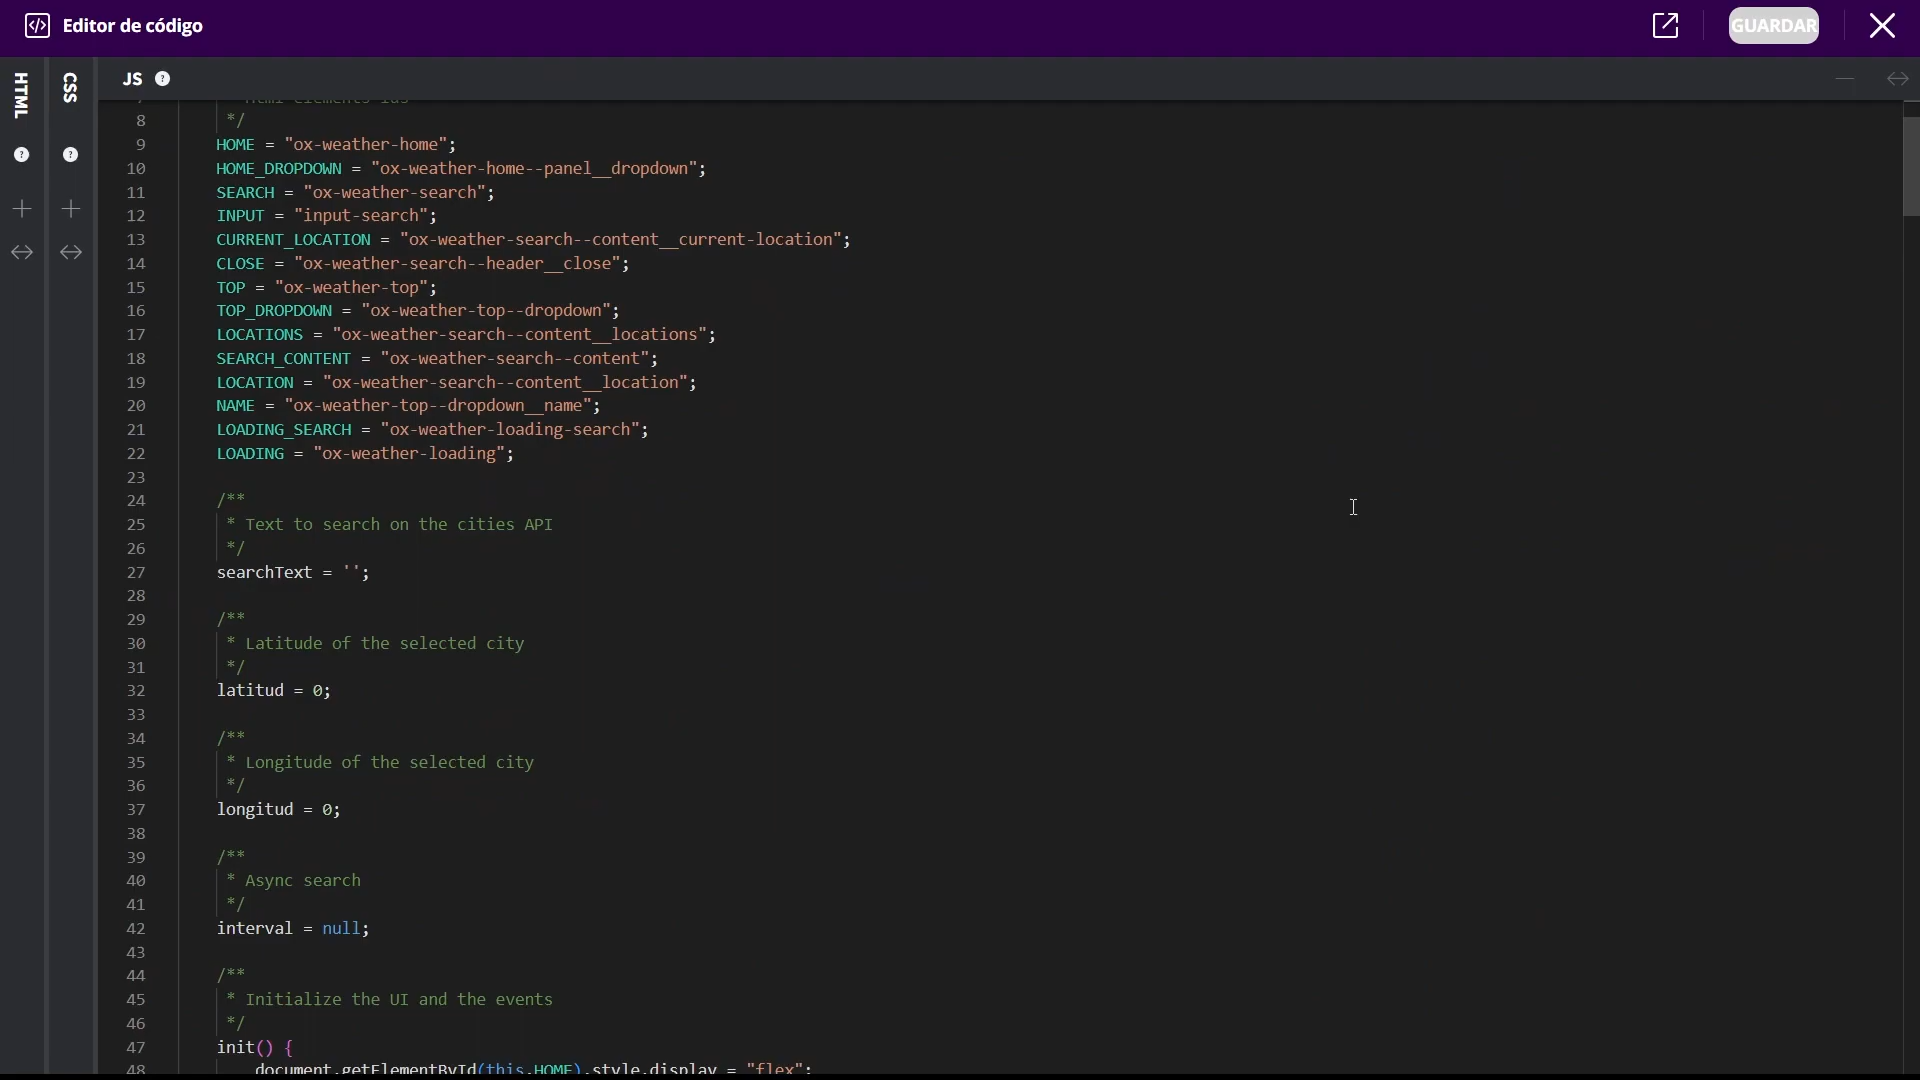 Editor de código
GUARDAR
HTML
CSS
JS
8 */
9 HOME = "ox-weather-home";
10 HOME_DROPDOWN = "ox-weather-home--panel__dropdown";
11 SEARCH = "ox-weather-search";
12 INPUT = "input-search";
13 CURRENT_LOCATION = "ox-weather-search--content__current-location";
14 CLOSE = "ox-weather-search--header__close";
15 TOP = "ox-weather-top";
16 TOP_DROPDOWN = "ox-weather-top--dropdown";
17 LOCATIONS = "ox-weather-search--content__locations";
18 SEARCH_CONTENT = "ox-weather-search--content";
19 LOCATION = "ox-weather-search--content__location";
20 NAME = "ox-weather-top--dropdown__name";
21 LOADING_SEARCH = "ox-weather-loading-search";
22 LOADING = "ox-weather-loading";
23
24 /**
25 * Text to search on the cities API
26 */
27 searchText = '';
28
29 /**
30 * Latitude of the selected city
31 */
32 latitud = 0;
33
34 /**
35 * Longitude of the selected city
36 */
37 longitud = 0;
38
39 /**
40 * Async search
41 */
42 interval = null;
43
44 /**
45 * Initialize the UI and the events
46 */
47 init() {
48 document.getElementById(this.HOME).style.display = "flex";